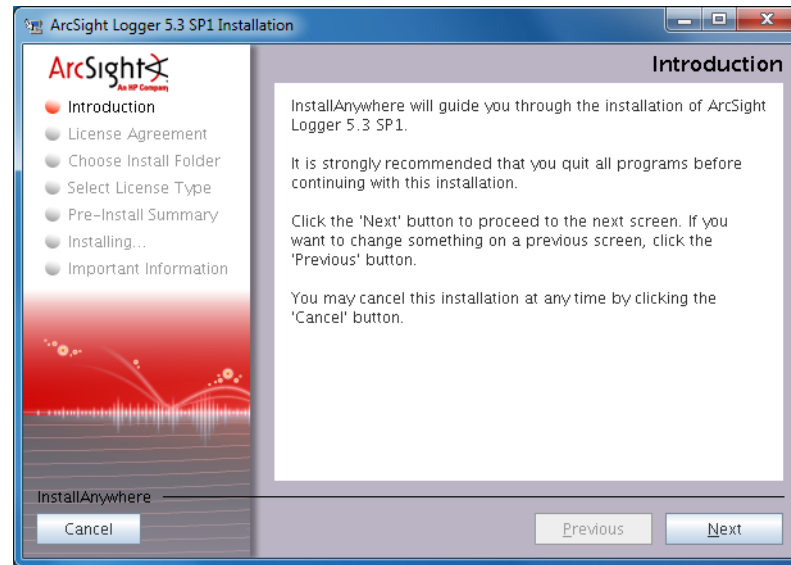 ArcSight Logger 5.3 SP1 Installation
ArcSight
An HP Company
Introduction
License Agreement
Choose Install Folder
Select License Type
Pre-Install Summary
Installing...
Important Information
Introduction
InstallAnywhere will guide you through the installation of ArcSight
Logger 5.3 SP1.
It is strongly recommended that you quit all programs before
continuing with this installation.
Click the 'Next' button to proceed to the next screen. If you
want to change something on a previous screen, click the
'Previous' button.
You may cancel this installation at any time by clicking the
'Cancel' button.
InstallAnywhere
Cancel
Previous
Next